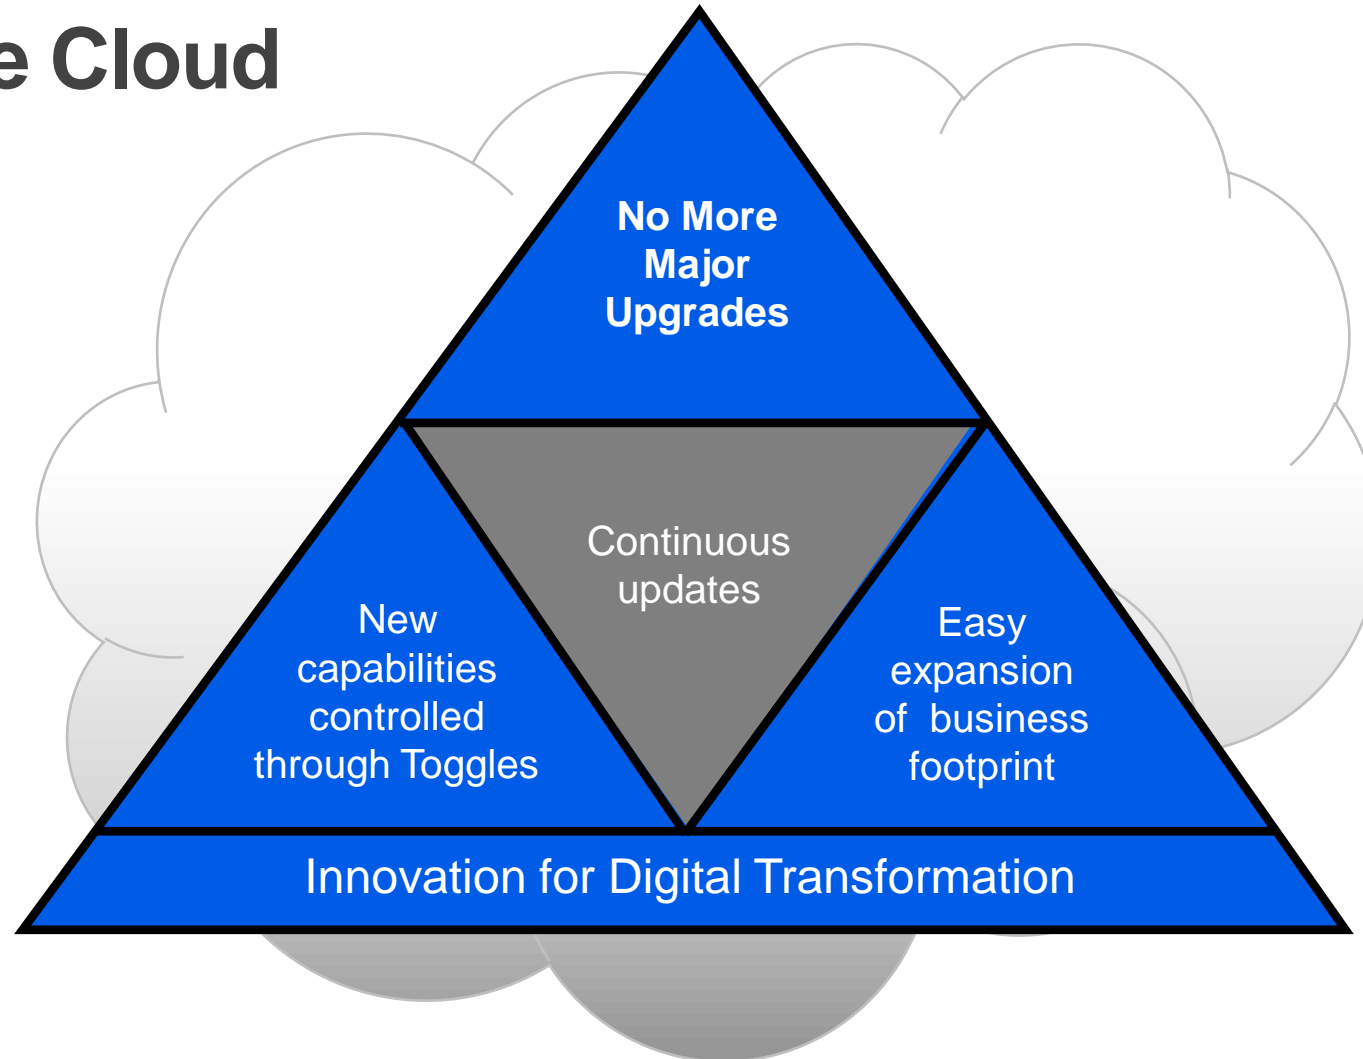 e Cloud
No More
Major
Upgrades
Continuous
updates
New
capabilities
controlled
through Toggles
Easy
expansion
of  business
footprint
Innovation for Digital Transformation